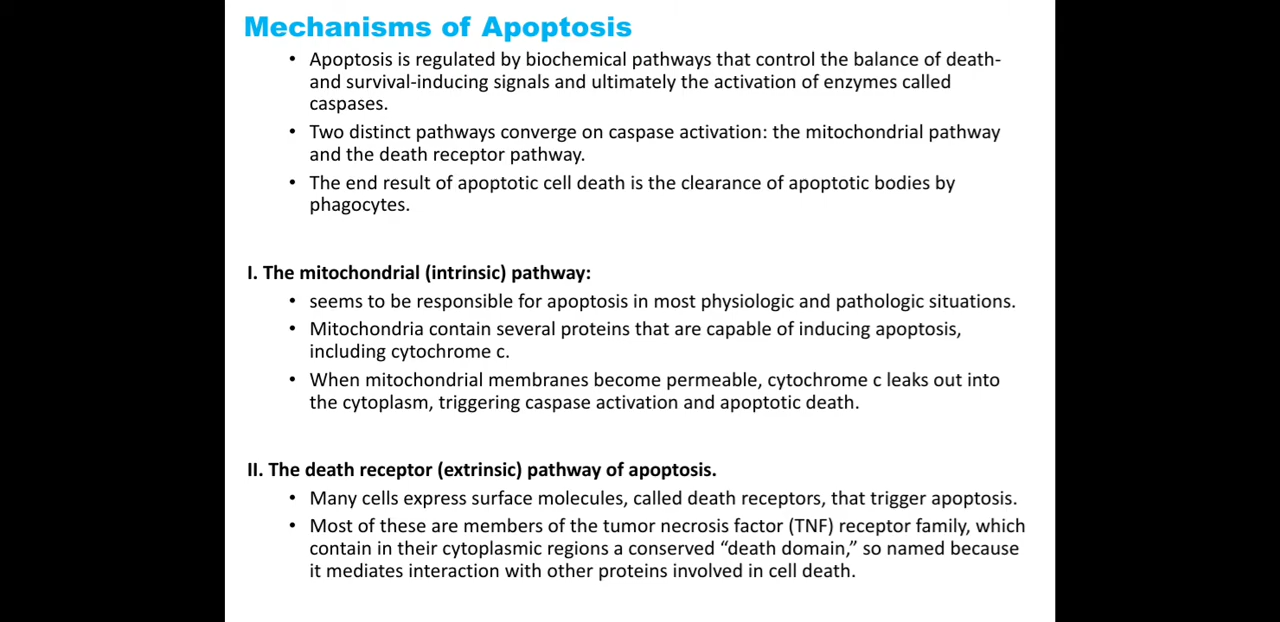 Mechanisms of Apoptosis
• Apoptosis is regulated by biochemical pathways that control the balance of death-
and survival-inducing signals and ultimately the activation of enzymes called
caspases.
• Two distinct pathways converge on caspase activation: the mitochondrial pathway
and the death receptor pathway.
• The end result of apoptotic cell death is the clearance of apoptotic bodies by
phagocytes.
I. The mitochondrial (intrinsic) pathway:
• seems to be responsible for apoptosis in most physiologic and pathologic situations.
• Mitochondria contain several proteins that are capable of inducing apoptosis,
including cytochrome c.
• When mitochondrial membranes become permeable, cytochrome c leaks out into
the cytoplasm, triggering caspase activation and apoptotic death.
II. The death receptor (extrinsic) pathway of apoptosis.
• Many cells express surface molecules, called death receptors, that trigger apoptosis.
• Most of these are members of the tumor necrosis factor (TNF) receptor family, which
contain in their cytoplasmic regions a conserved “death domain,” so named because
it mediates interaction with other proteins involved in cell death.